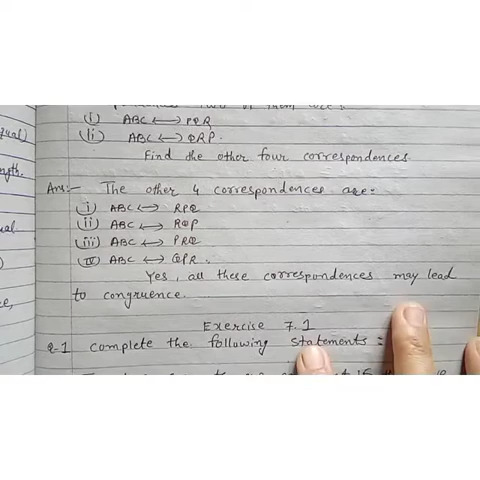 (i) ABC ⟷ PQR
(ii) ABC ⟷ QRP.
Find the other four correspondences.
Ans:- The other 4 correspondences are:
(i) ABC ⟷ RPQ
(ii) ABC ⟷ RQP
(iii) ABC ⟷ PRQ
(iv) ABC ⟷ QPR.
Yes, all these correspondences may lead
to congruence.
Exercise 7.1
Q-1 Complete the following statements: